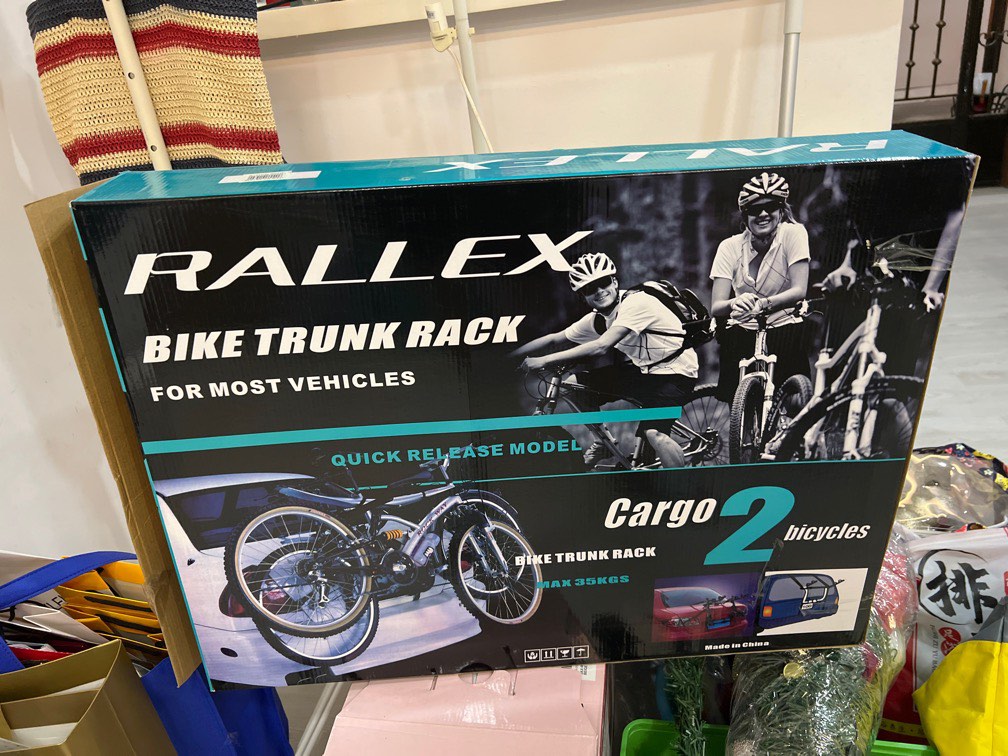 RALLEX
RALLEX
BIKE TRUNK RACK
FOR MOST VEHICLES
QUICK RELEASE MODEL
Cargo 2 bicycles
BIKE TRUNK RACK
MAX 35KGS
Made in China
排